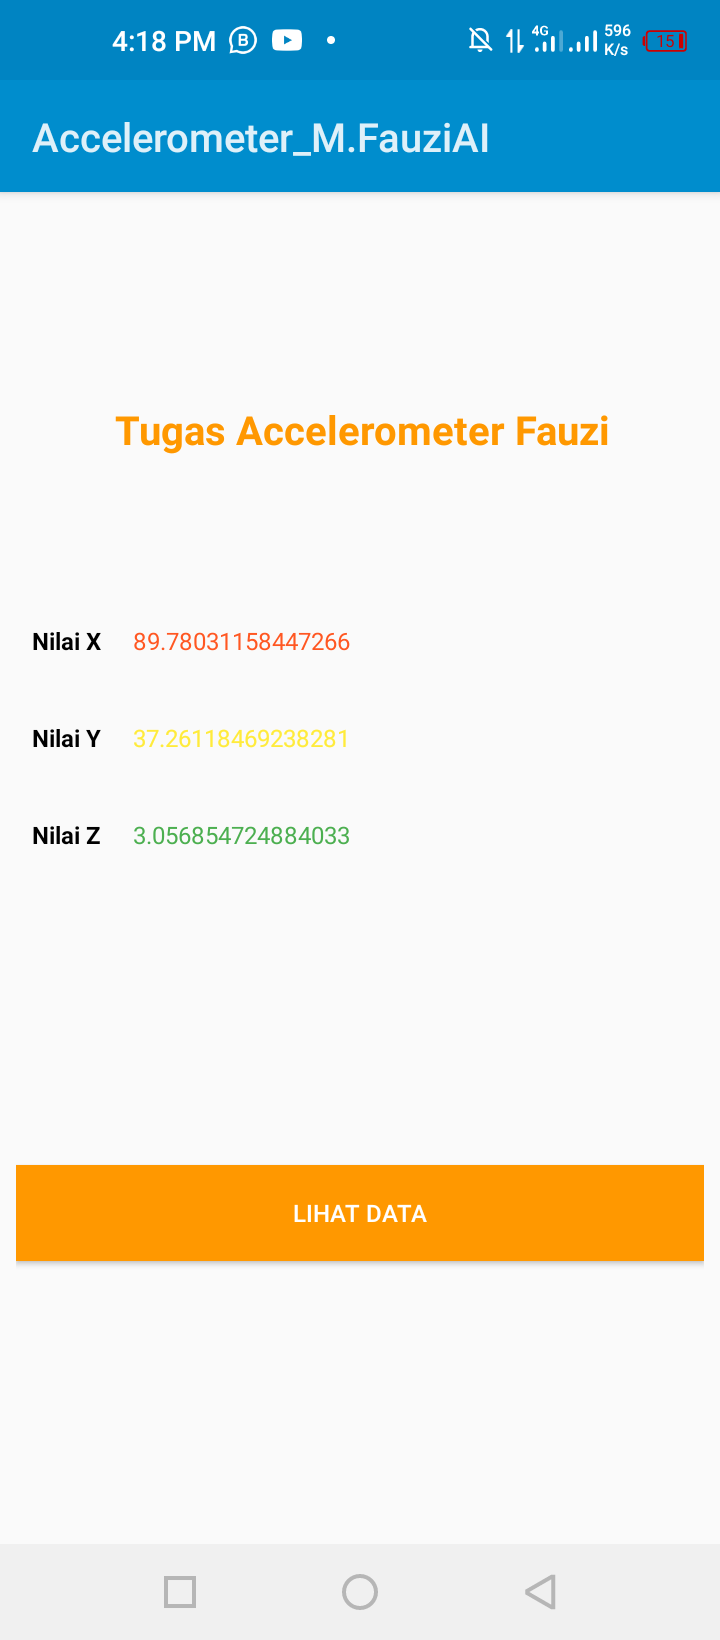 4:18 PM
4G
596
K/s
15
Accelerometer_M.FauziAI
Tugas Accelerometer Fauzi
Nilai X 89.78031158447266
Nilai Y 37.26118469238281
Nilai Z 3.056854724884033
LIHAT DATA